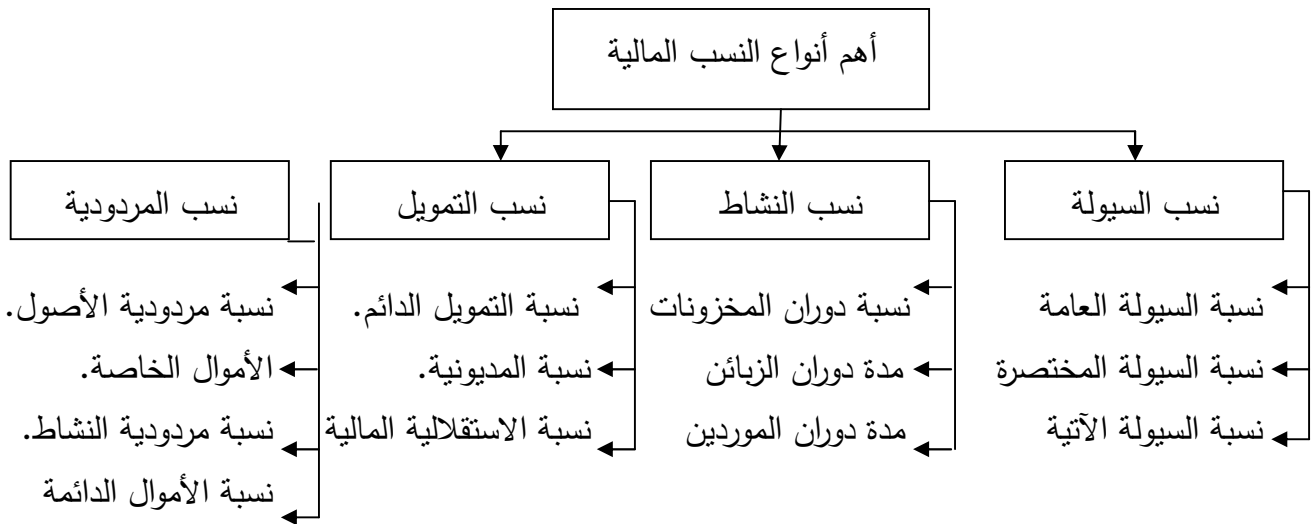 أهم أنواع النسب المالية
نسب السيولة
نسب النشاط
نسب التمويل
نسب المردودية
نسبة السيولة العامة
نسبة السيولة المختصرة
نسبة السيولة الآتية
نسبة دوران المخزونات
مدة دوران الزبائن
مدة دوران الموردين
نسبة التمويل الدائم.
نسبة المديونية.
نسبة الاستقلالية المالية
نسبة مردودية الأصول.
الأموال الخاصة.
نسبة مردودية النشاط.
نسبة الأموال الدائمة